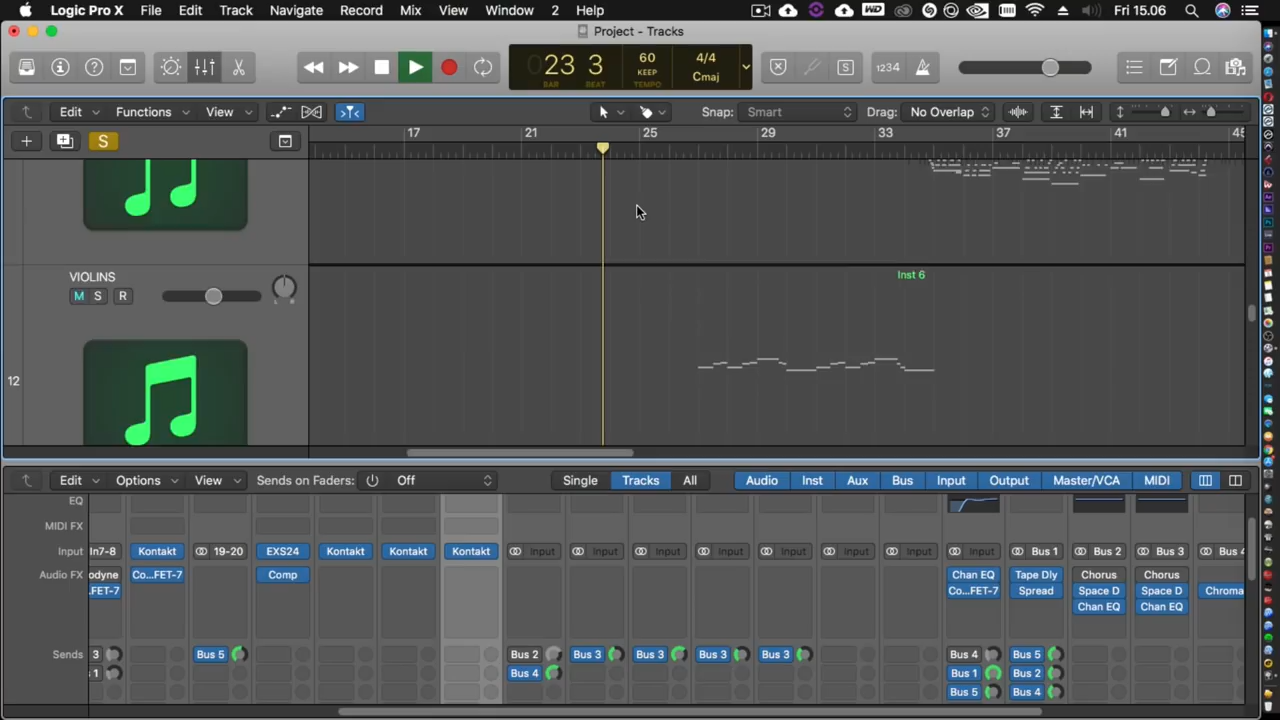 Logic Pro X File Edit Track Navigate Record Mix View Window 2 Help WD Fri 15.06
Project - Tracks
23 3 60 4/4 1234
BAR BEAT KEEP TEMPO Cmaj
Edit Functions View Snap: Smart Drag: No Overlap
S 17 21 25 29 33 37 41 45
VIOLINS Inst 6
M S R
12
Edit Options View Sends on Faders: Off Single Tracks All Audio Inst Aux Bus Input Output Master/VCA MIDI
EQ
MIDI FX
Input In7-8 Kontakt 19-20 EXS24 Kontakt Kontakt Kontakt Input Input Input Input Input Input Input Input Bus 1 Bus 2 Bus 3 Bus 4
Audio FX odyne Co...FET-7 Comp Chan EQ Tape Dly Chorus Chorus
.FET-7 Co...FET-7 Spread Space D Space D Chroma
Chan EQ Chan EQ
Sends 3 Bus 5 Bus 2 Bus 3 Bus 3 Bus 3 Bus 3 Bus 4 Bus 5
1 Bus 4 Bus 1 Bus 2
Bus 5 Bus 4